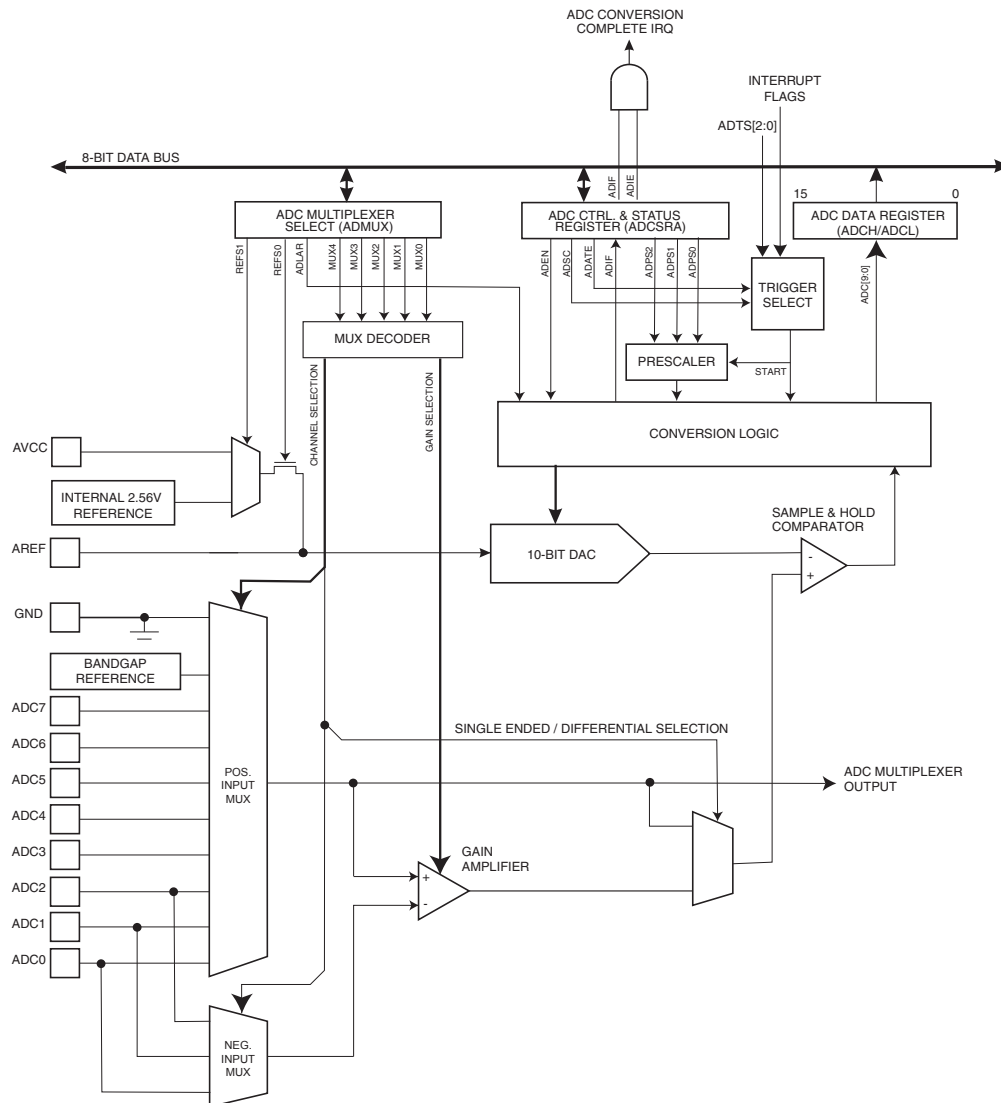 ADC CONVERSION
COMPLETE IRQ
INTERRUPT
FLAGS
ADTS[2:0]
8-BIT DATA BUS
ADIF
ADIE
15
0
ADC MULTIPLEXER
SELECT (ADMUX)
ADC CTRL. & STATUS
REGISTER (ADCSRA)
ADC DATA REGISTER
(ADCH/ADCL)
REFS1
REFS0
ADLAR
MUX4
MUX3
MUX2
MUX1
MUX0
ADEN
ADSC
ADATE
ADIF
ADPS2
ADPS1
ADPS0
ADC[9:0]
TRIGGER
SELECT
MUX DECODER
PRESCALER
START
CHANNEL SELECTION
GAIN SELECTION
CONVERSION LOGIC
AVCC
INTERNAL 2.56V
REFERENCE
SAMPLE & HOLD
COMPARATOR
AREF
10-BIT DAC
-
+
GND
BANDGAP
REFERENCE
ADC7
SINGLE ENDED / DIFFERENTIAL SELECTION
ADC6
ADC5
POS.
INPUT
MUX
ADC MULTIPLEXER
OUTPUT
ADC4
ADC3
GAIN
AMPLIFIER
+
-
ADC2
ADC1
ADC0
NEG.
INPUT
MUX